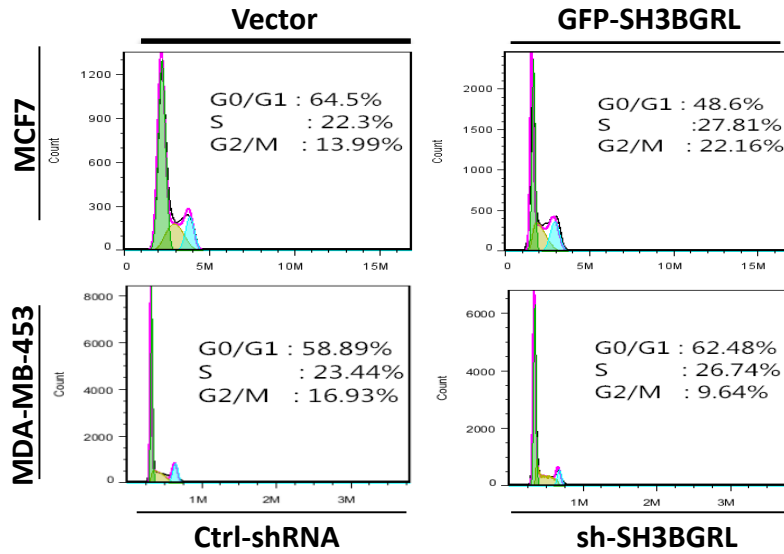 Vector
GFP-SH3BGRL
MCF7
Count
1200
900
600
300
0
G0/G1 : 64.5%
S : 22.3%
G2/M : 13.99%
0 5M 10M 15M
Count
2000
1500
1000
500
0
G0/G1 : 48.6%
S :27.81%
G2/M : 22.16%
0 5M 10M 15M
MDA-MB-453
Count
8000
6000
4000
2000
0
G0/G1 : 58.89%
S : 23.44%
G2/M : 16.93%
1M 2M 3M
Count
6000
4000
2000
0
G0/G1 : 62.48%
S : 26.74%
G2/M : 9.64%
1M 2M 3M
Ctrl-shRNA
sh-SH3BGRL